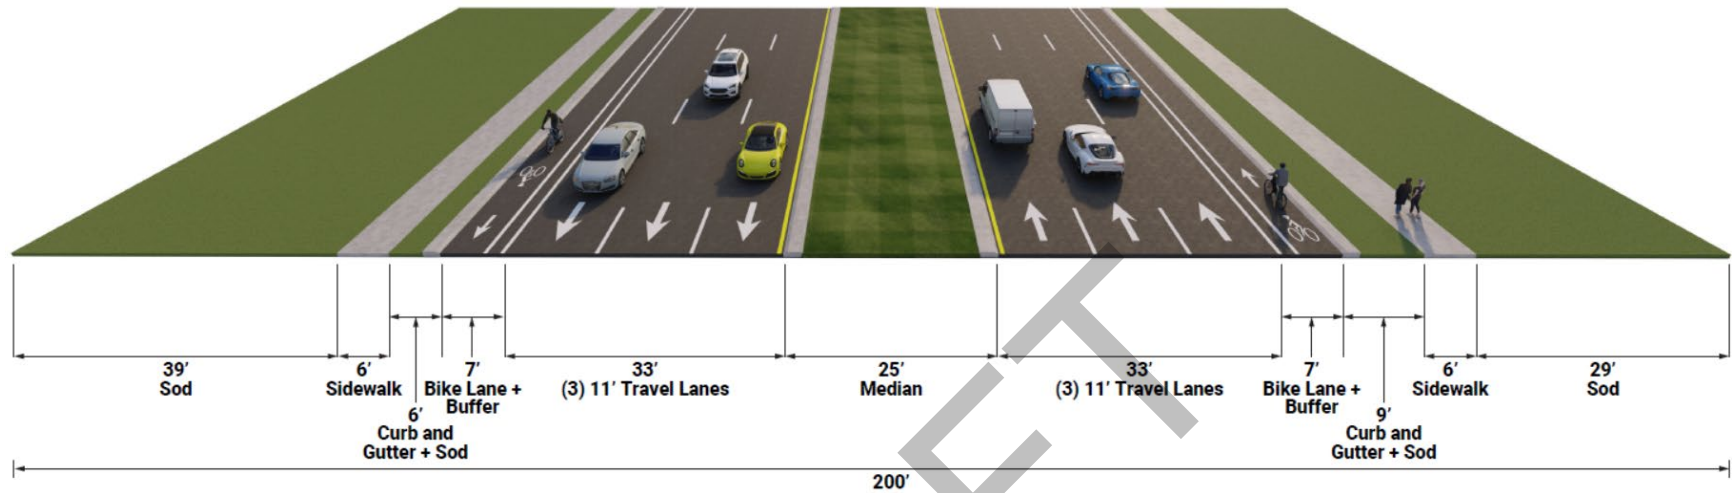 39'
Sod
6'
Sidewalk
6'
Curb and
Gutter + Sod
7'
Bike Lane +
Buffer
33'
(3) 11' Travel Lanes
25'
Median
33'
(3) 11' Travel Lanes
7'
Bike Lane +
Buffer
9'
Curb and
Gutter + Sod
6'
Sidewalk
29'
Sod
200'